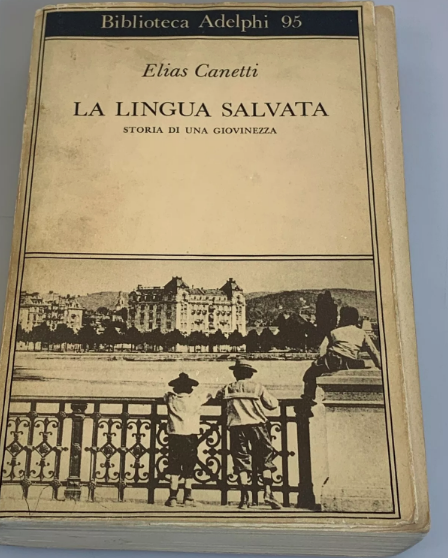 Biblioteca Adelphi 95
Elias Canetti
LA LINGUA SALVATA
STORIA DI UNA GIOVINEZZA